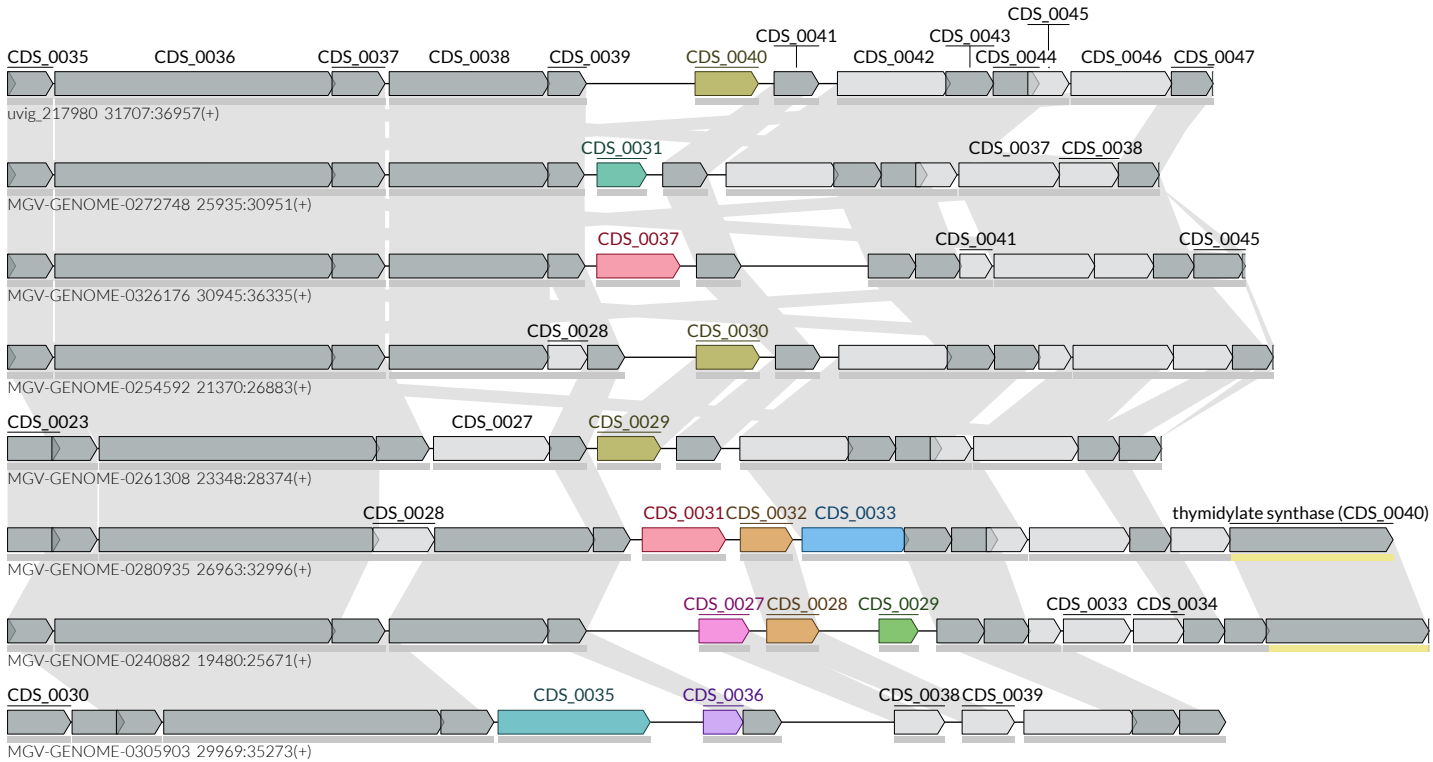 CDS_0045
CDS_0041 CDS_0043
CDS_0035 CDS_0036 CDS_0037 CDS_0038 CDS_0039 CDS_0040 CDS_0042 CDS_0044 CDS_0046 CDS_0047
uvig_217980 31707:36957(+)
CDS_0031 CDS_0037 CDS_0038
MGV-GENOME-0272748 25935:30951(+)
CDS_0037 CDS_0041 CDS_0045
MGV-GENOME-0326176 30945:36335(+)
CDS_0028 CDS_0030
MGV-GENOME-0254592 21370:26883(+)
CDS_0023 CDS_0027 CDS_0029
MGV-GENOME-0261308 23348:28374(+)
CDS_0028 CDS_0031 CDS_0032 CDS_0033 thymidylate synthase (CDS_0040)
MGV-GENOME-0280935 26963:32996(+)
CDS_0027 CDS_0028 CDS_0029 CDS_0033 CDS_0034
MGV-GENOME-0240882 19480:25671(+)
CDS_0030 CDS_0035 CDS_0036 CDS_0038 CDS_0039
MGV-GENOME-0305903 29969:35273(+)